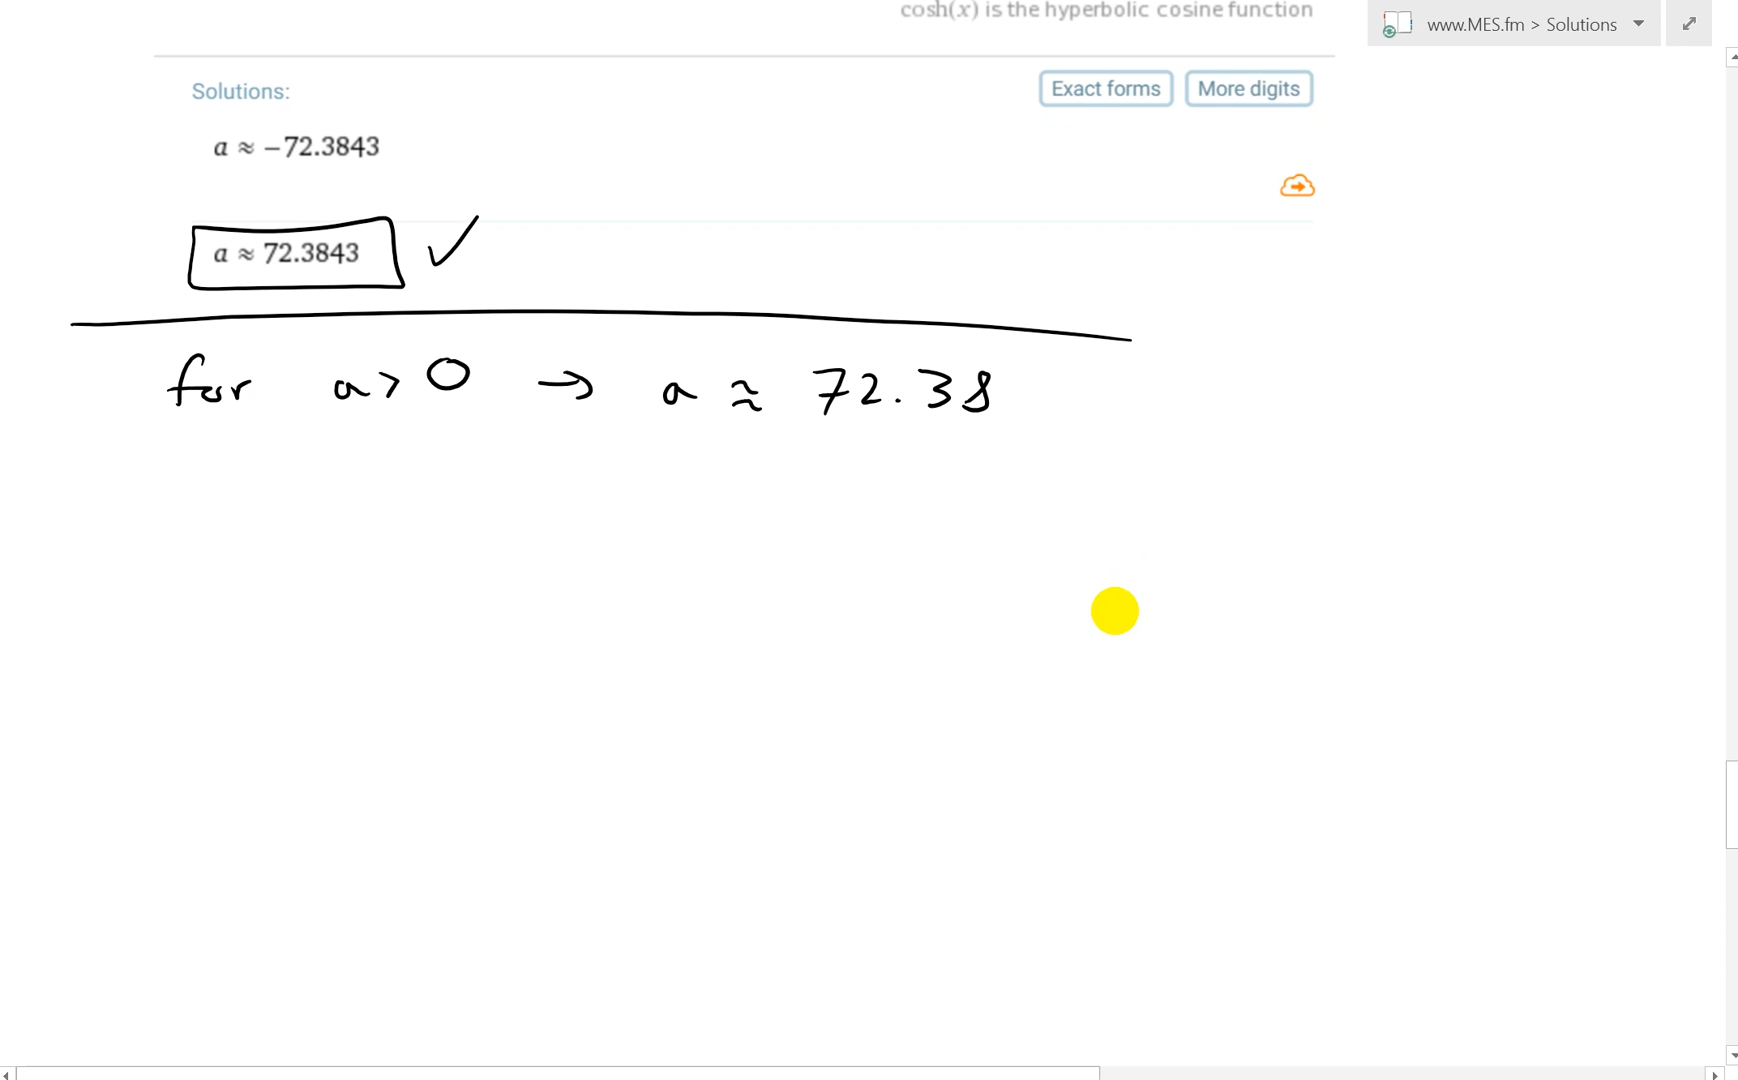 cosh(x) is the hyperbolic cosine function
www.MES.fm > Solutions
Solutions:
Exact forms
More digits
a ≈ −72.3843
a ≈ 72.3843 ✓
for a > 0 → a ≈ 72.38